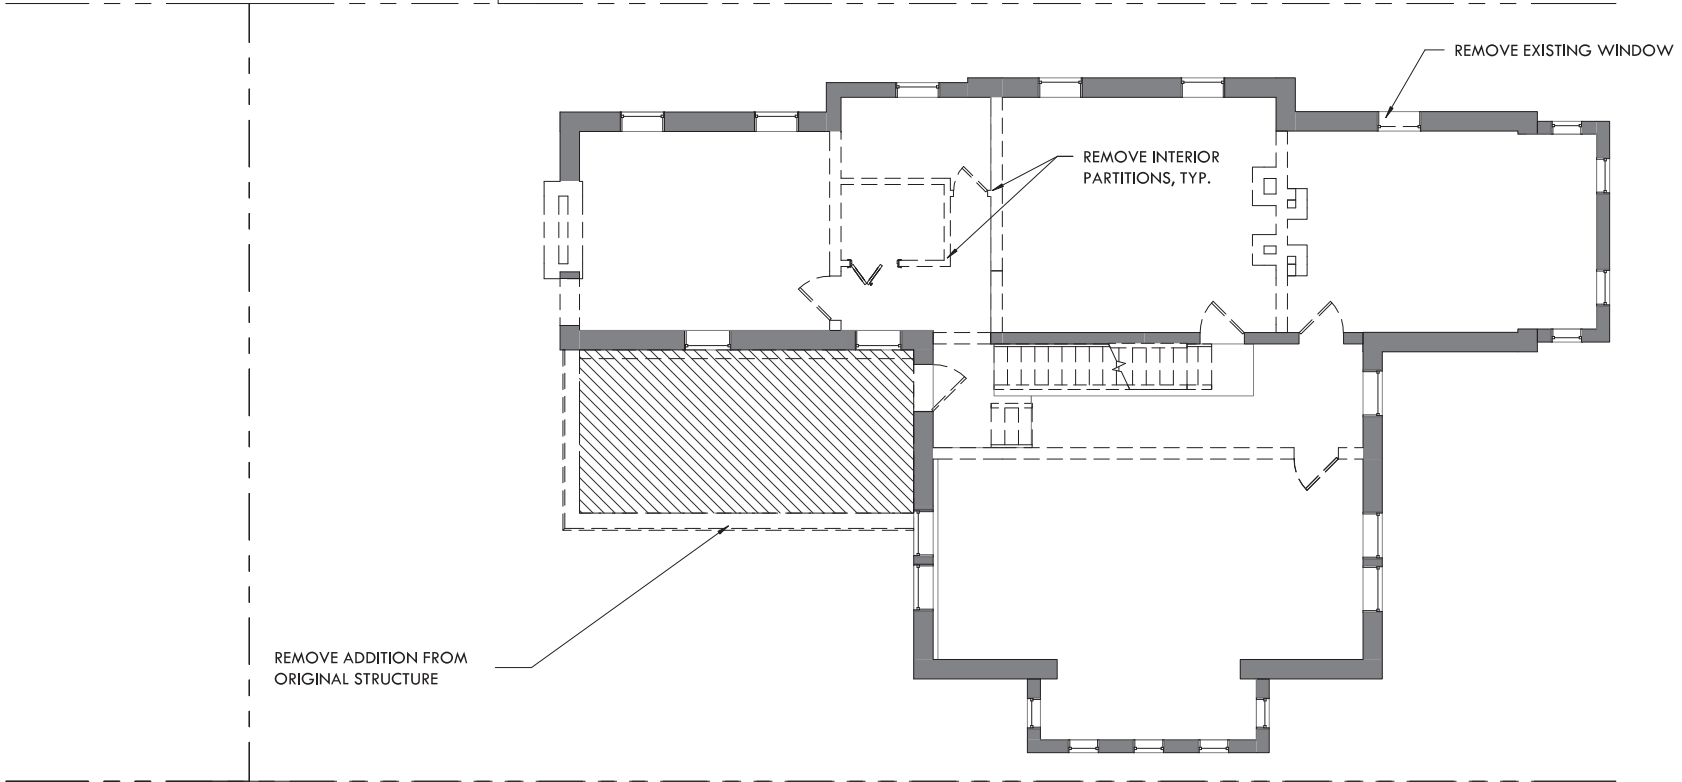 REMOVE EXISTING WINDOW
REMOVE INTERIOR
PARTITIONS, TYP.
REMOVE ADDITION FROM
ORIGINAL STRUCTURE